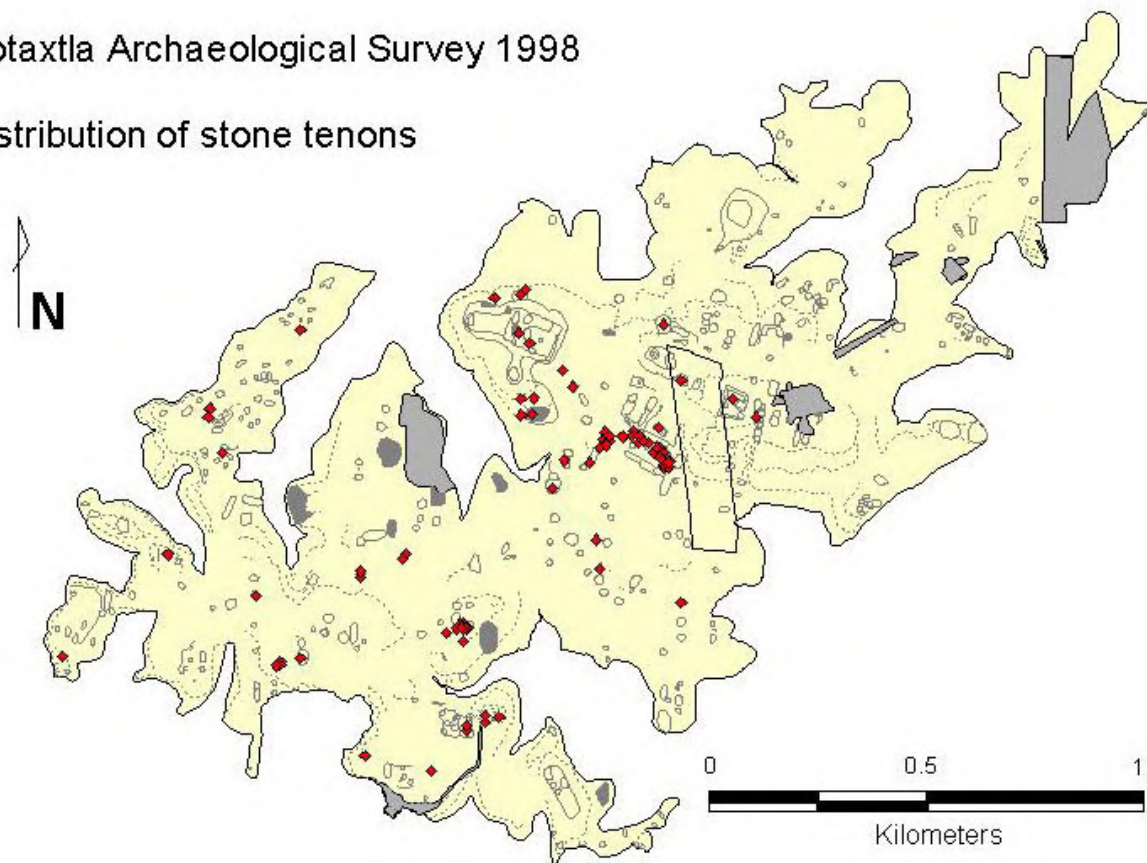 otaxtla Archaeological Survey 1998
stribution of stone tenons
N
0 0.5 1
Kilometers